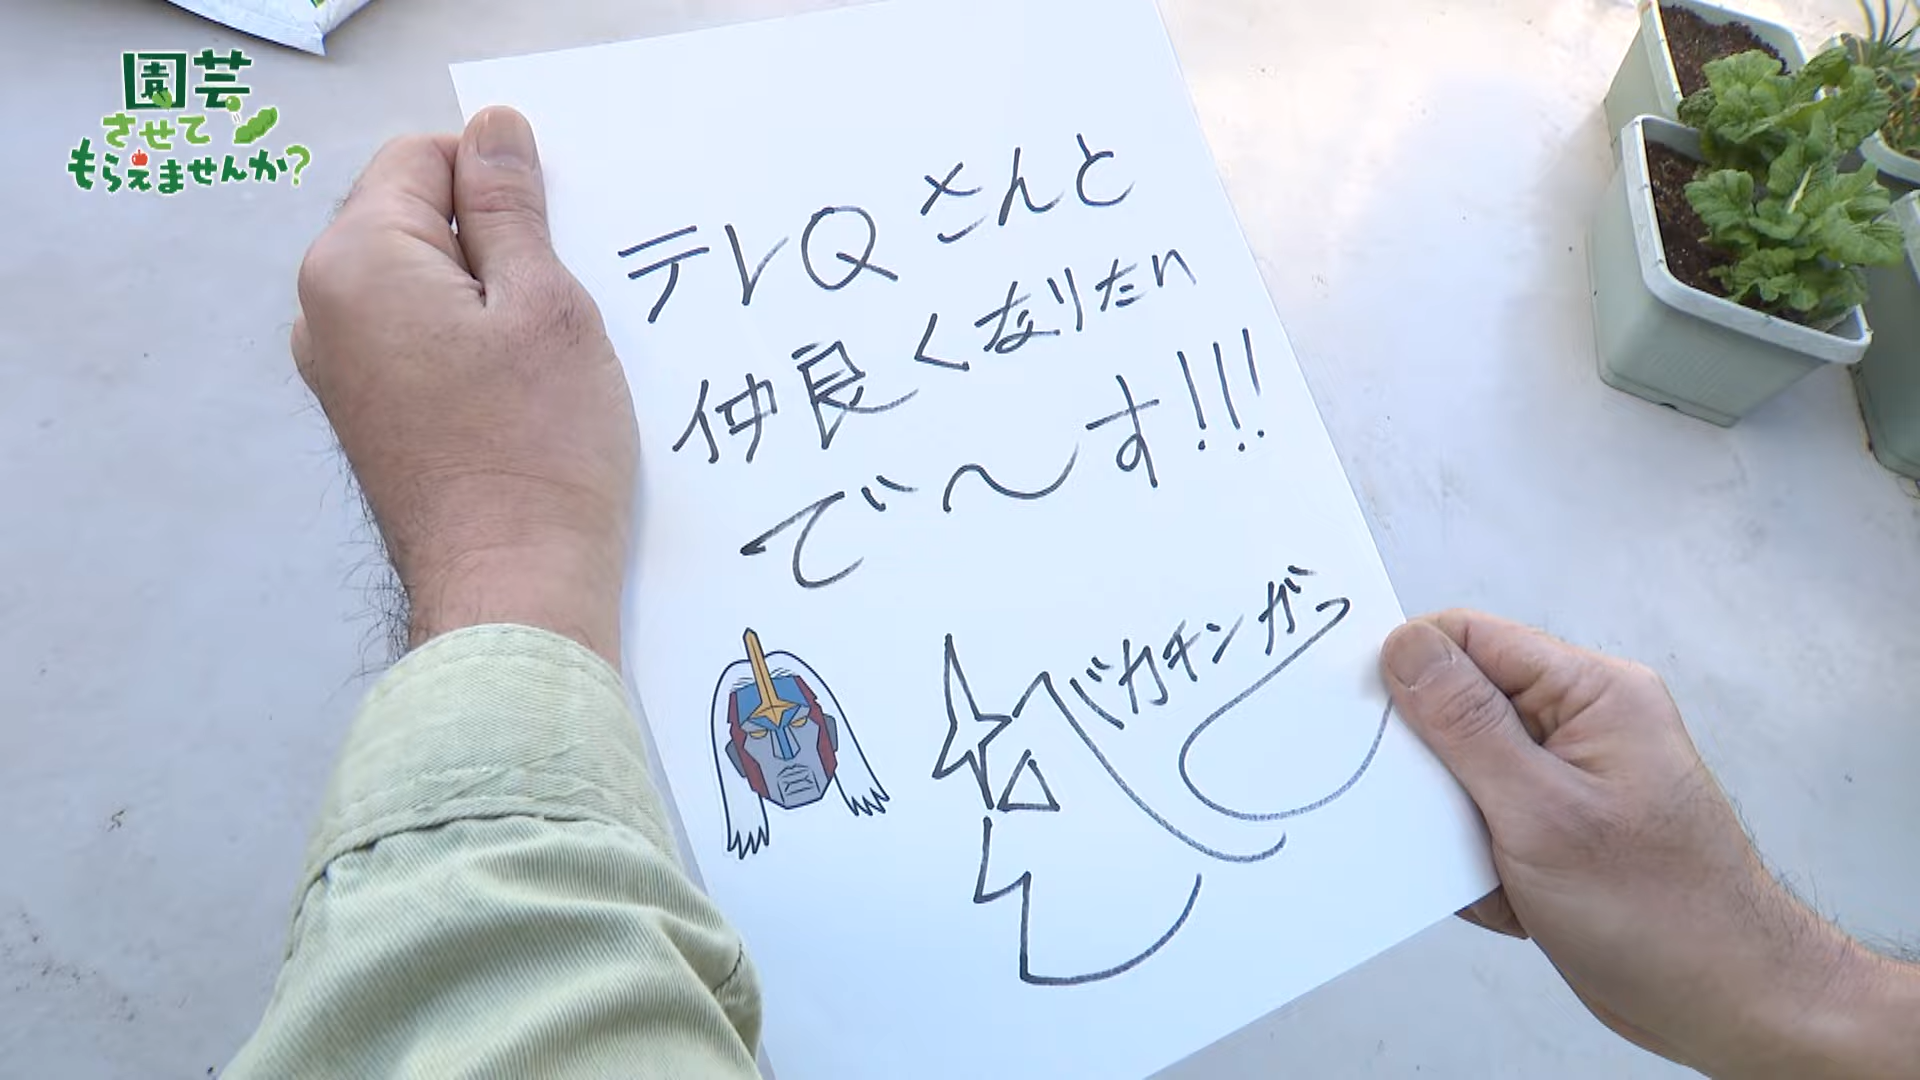 園芸
させて
もらえませんか?
テレQさんと
仲良くなりたい
で〜す!!!
バカチンガー